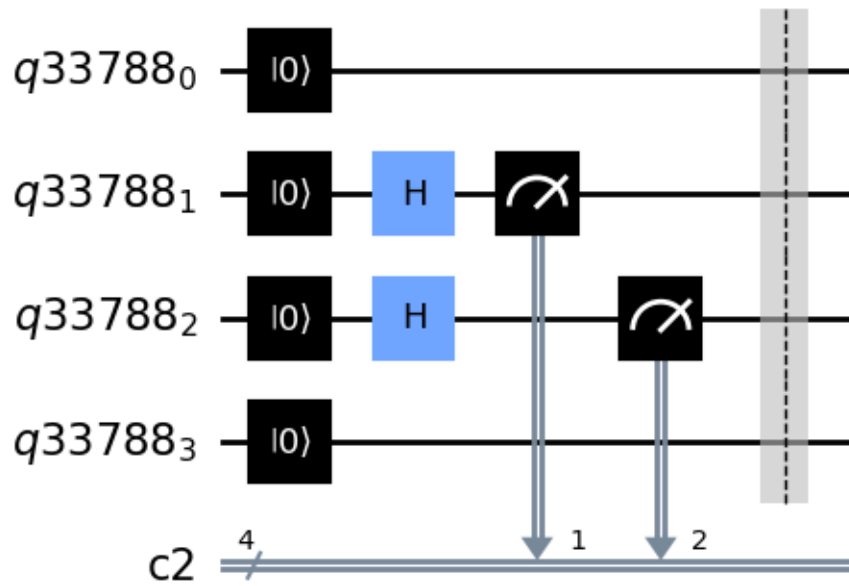 q33788₀ |0⟩
q33788₁ |0⟩ H
q33788₂ |0⟩ H
q33788₃ |0⟩
c2 4 1 2